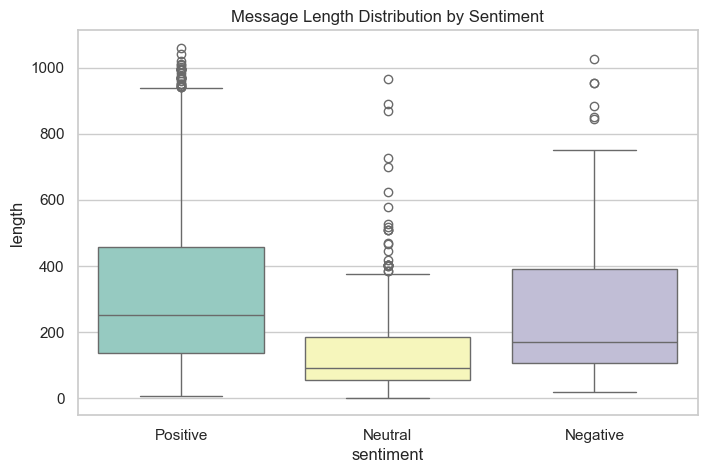 Message Length Distribution by Sentiment
1000
800
600
400
200
0
length
Positive
Neutral
Negative
sentiment